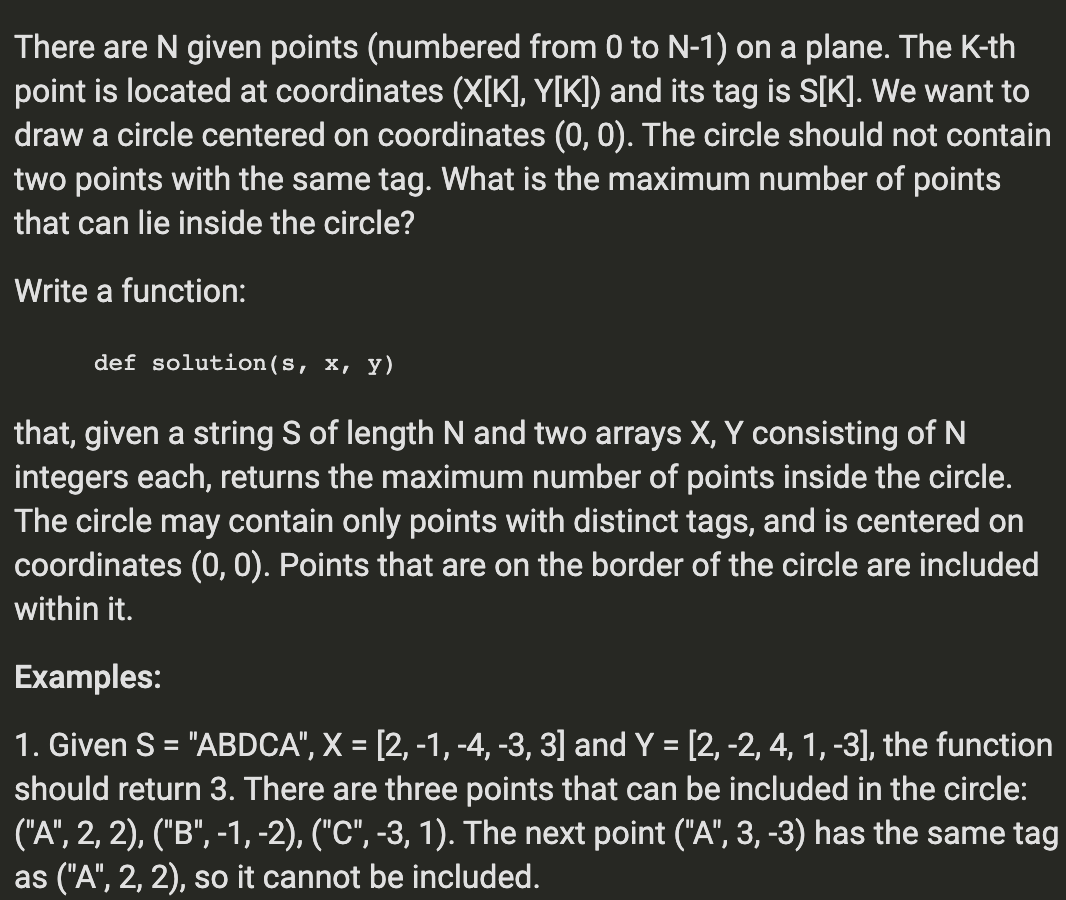 There are N given points (numbered from 0 to N-1) on a plane. The K-th
point is located at coordinates (X[K], Y[K]) and its tag is S[K]. We want to
draw a circle centered on coordinates (0, 0). The circle should not contain
two points with the same tag. What is the maximum number of points
that can lie inside the circle?
Write a function:
def solution(s, x, y)
that, given a string S of length N and two arrays X, Y consisting of N
integers each, returns the maximum number of points inside the circle.
The circle may contain only points with distinct tags, and is centered on
coordinates (0, 0). Points that are on the border of the circle are included
within it.
Examples:
1. Given S = "ABDCA", X = [2, -1, -4, -3, 3] and Y = [2, -2, 4, 1, -3], the function
should return 3. There are three points that can be included in the circle:
("A", 2, 2), ("B", -1, -2), ("C", -3, 1). The next point ("A", 3, -3) has the same tag
as ("A", 2, 2), so it cannot be included.